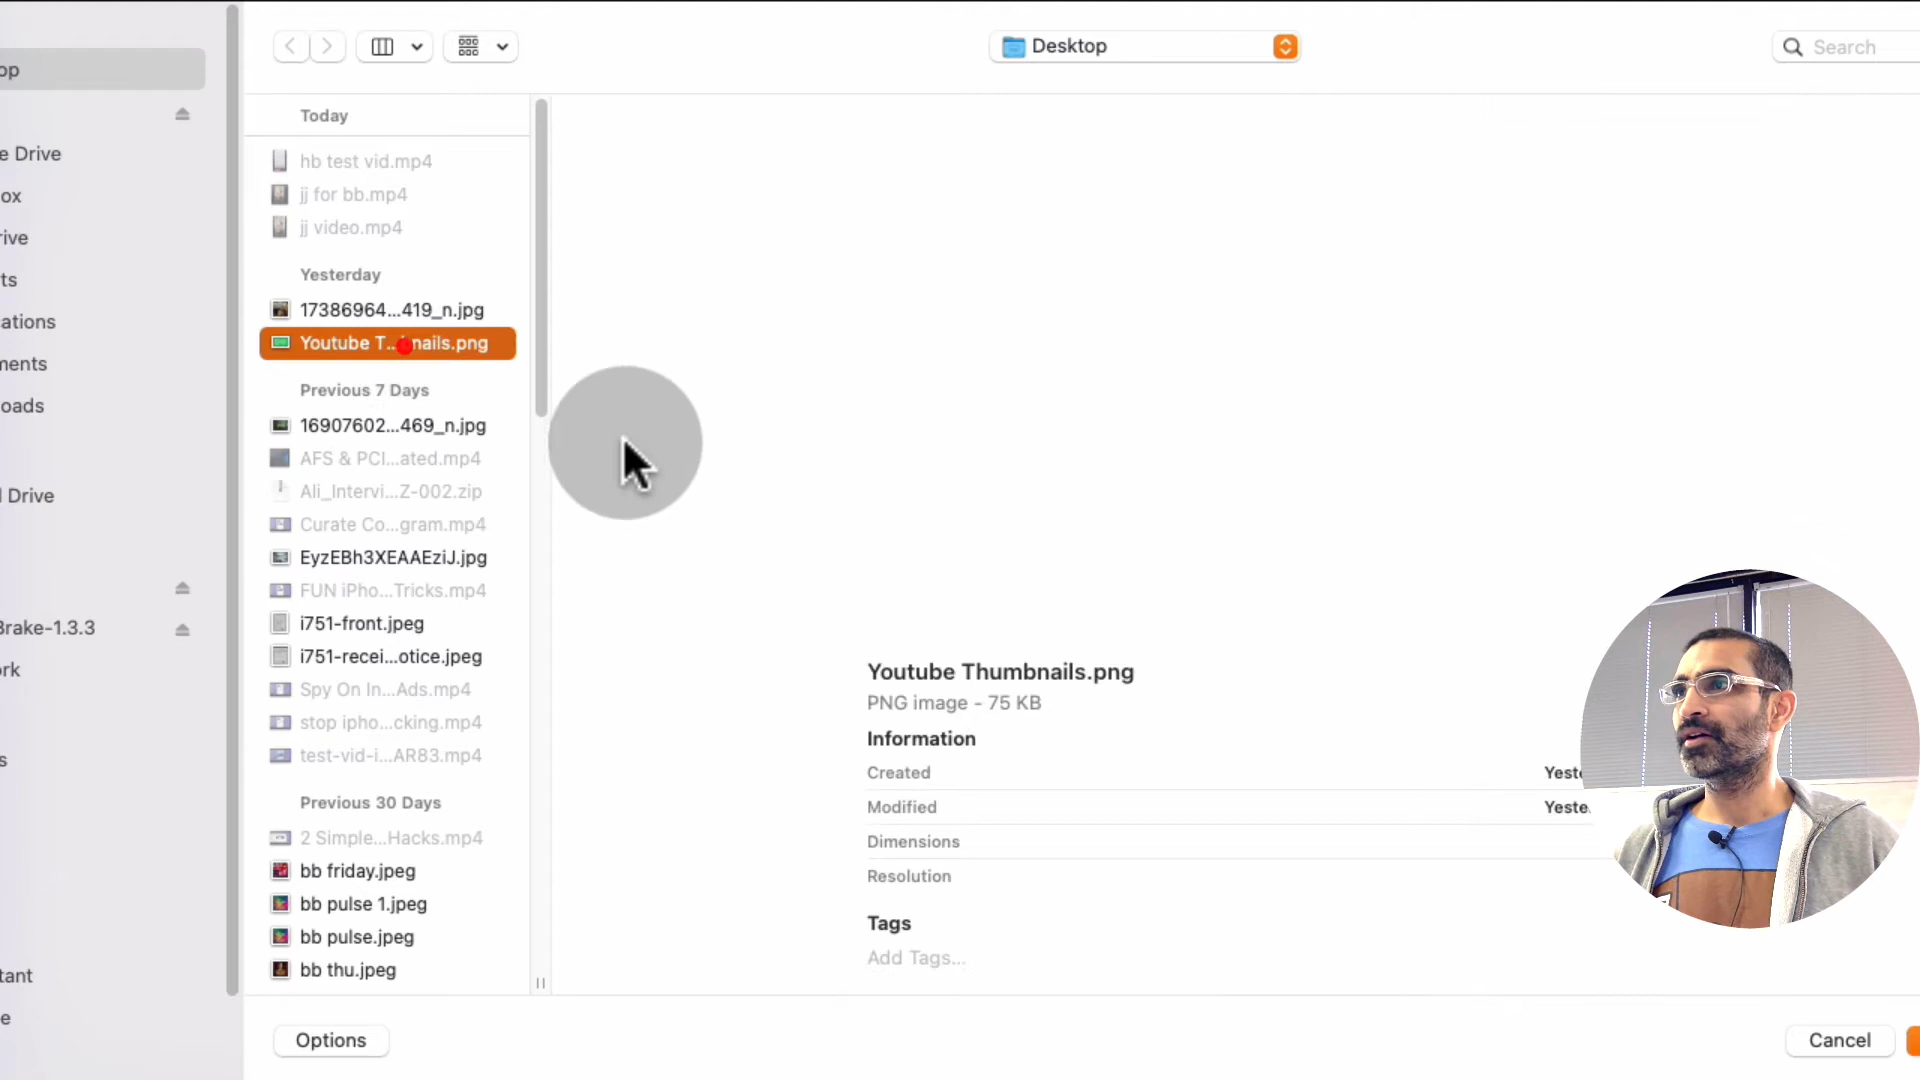 op
e Drive
ox
rive
ts
ations
ments
oads
l Drive
Brake-1.3.3
rk
s
tant
e
Desktop
Search
Today
hb test vid.mp4
jj for bb.mp4
jj video.mp4
Yesterday
17386964...419_n.jpg
Youtube T...nails.png
Previous 7 Days
16907602...469_n.jpg
AFS & PCI...ated.mp4
Ali_Intervi...Z-002.zip
Curate Co...gram.mp4
EyzEBh3XEAAEziJ.jpg
FUN iPho...Tricks.mp4
i751-front.jpeg
i751-recei...otice.jpeg
Spy On In...Ads.mp4
stop ipho...cking.mp4
test-vid-i...AR83.mp4
Previous 30 Days
2 Simple...Hacks.mp4
bb friday.jpeg
bb pulse 1.jpeg
bb pulse.jpeg
bb thu.jpeg
Youtube Thumbnails.png
PNG image - 75 KB
Information
Created Yeste
Modified Yeste
Dimensions
Resolution
Tags
Add Tags...
Options
Cancel